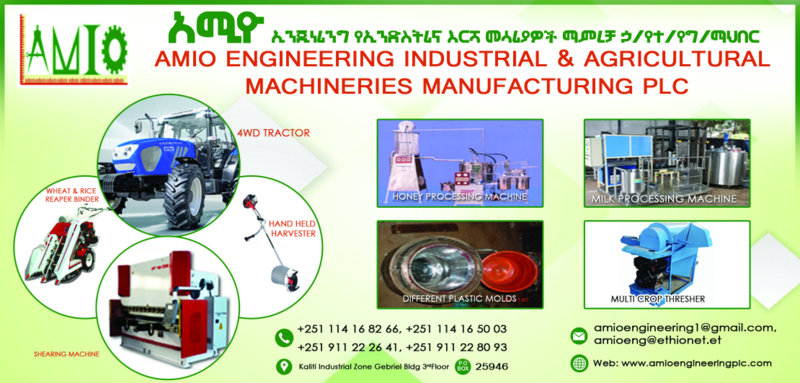 AMIO
አሚዮ ኢንጂነሪንግ የኢንድስትሪና እርሻ መሳሪያዎች ማምረቻ ኃ/የተ/የግ/ማህበር
AMIO ENGINEERING INDUSTRIAL & AGRICULTURAL
MACHINERIES MANUFACTURING PLC
4WD TRACTOR
WHEAT & RICE
REAPER BINDER
HAND HELD
HARVESTER
SHEARING MACHINE
HONEY PROCESSING MACHINE
MILK PROCESSING MACHINE
DIFFERENT PLASTIC MOLDS
MULTI CROP THRESHER
+251 114 16 82 66, +251 114 16 50 03
+251 911 22 26 41, +251 911 22 80 93
Kaliti Industrial Zone Gebriel Bldg 3rd Floor P.O BOX 25946
amioengineering1@gmail.com,
amioeng@ethionet.et
Web: www.amioengineeringplc.com